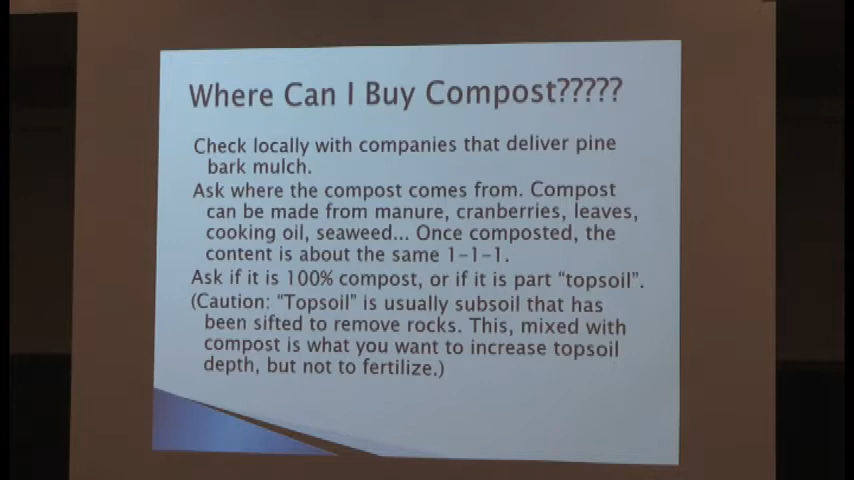 Where Can I Buy Compost?????
Check locally with companies that deliver pine
bark mulch.
Ask where the compost comes from. Compost
can be made from manure, cranberries, leaves,
cooking oil, seaweed... Once composted, the
content is about the same 1-1-1.
Ask if it is 100% compost, or if it is part “topsoil”.
(Caution: “Topsoil” is usually subsoil that has
been sifted to remove rocks. This, mixed with
compost is what you want to increase topsoil
depth, but not to fertilize.)